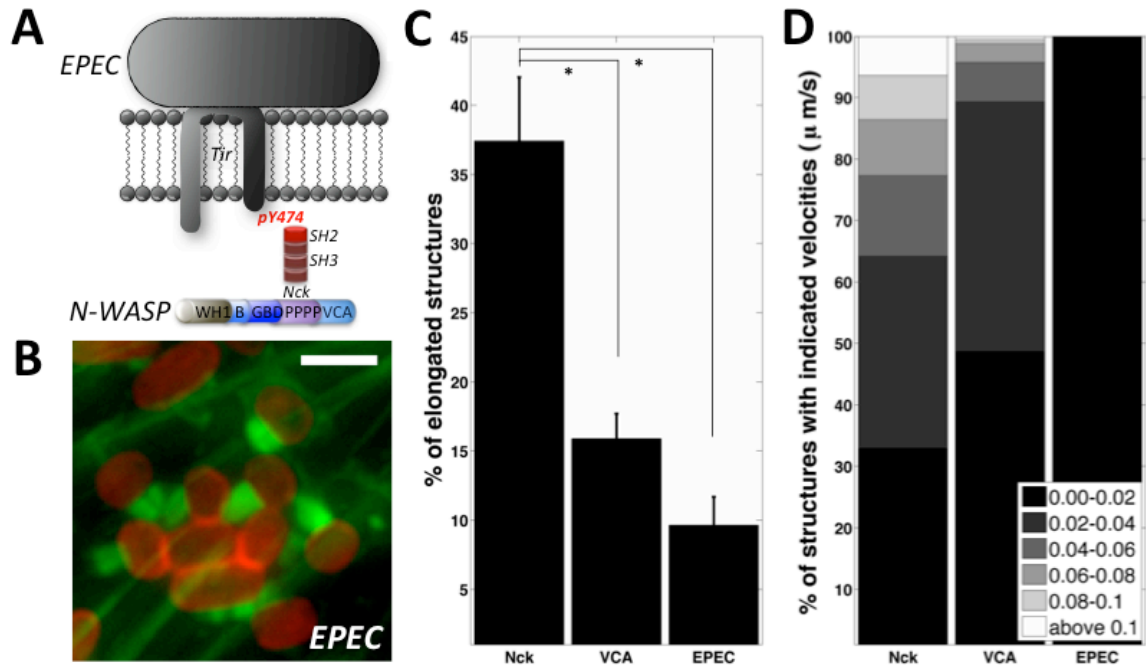 A
EPEC
Tir
pY474
SH2
SH3
Nck
N-WASP
WH1 B GBD PPPP VCA
B
EPEC
C
% of elongated structures
45
40
35
30
25
20
15
10
5
* *
Nck VCA EPEC
D
% of structures with indicated velocities ( μ m/s)
100
90
80
70
60
50
40
30
20
10
0.00-0.02
0.02-0.04
0.04-0.06
0.06-0.08
0.08-0.1
above 0.1
Nck VCA EPEC